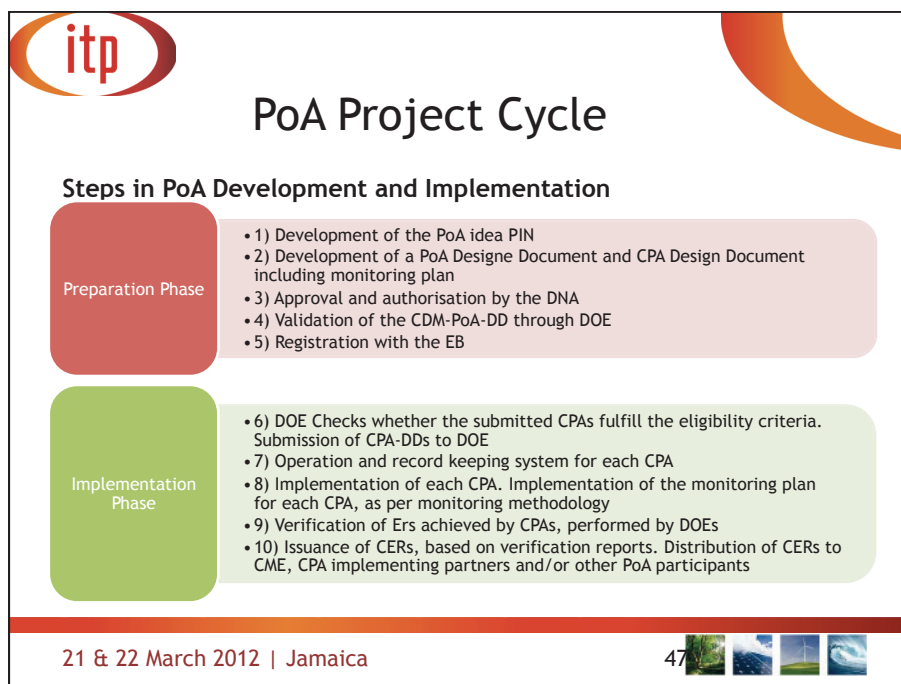 itp
PoA Project Cycle
Steps in PoA Development and Implementation
Preparation Phase
• 1) Development of the PoA idea PIN
• 2) Development of a PoA Designe Document and CPA Design Document
including monitoring plan
• 3) Approval and authorisation by the DNA
• 4) Validation of the CDM-PoA-DD through DOE
• 5) Registration with the EB
Implementation
Phase
• 6) DOE Checks whether the submitted CPAs fulfill the eligibility criteria.
Submission of CPA-DDs to DOE
• 7) Operation and record keeping system for each CPA
• 8) Implementation of each CPA. Implementation of the monitoring plan
for each CPA, as per monitoring methodology
• 9) Verification of Ers achieved by CPAs, performed by DOEs
• 10) Issuance of CERs, based on verification reports. Distribution of CERs to
CME, CPA implementing partners and/or other PoA participants
21 & 22 March 2012 | Jamaica
47